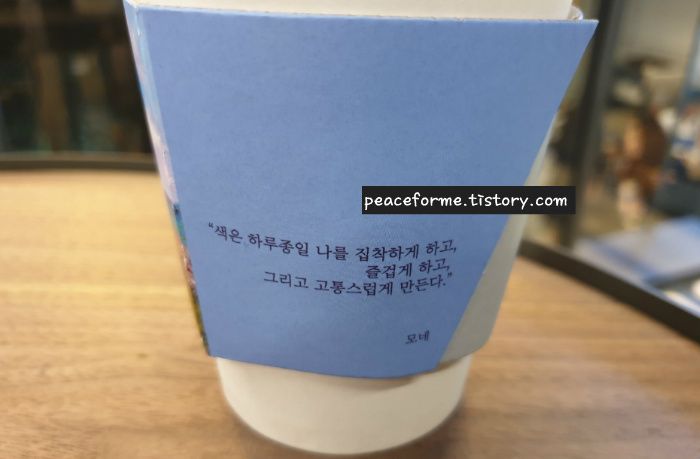 peaceforme.tistory.com
“색은 하루종일 나를 집착하게 하고,
즐겁게 하고,
그리고 고통스럽게 만든다.”
모네